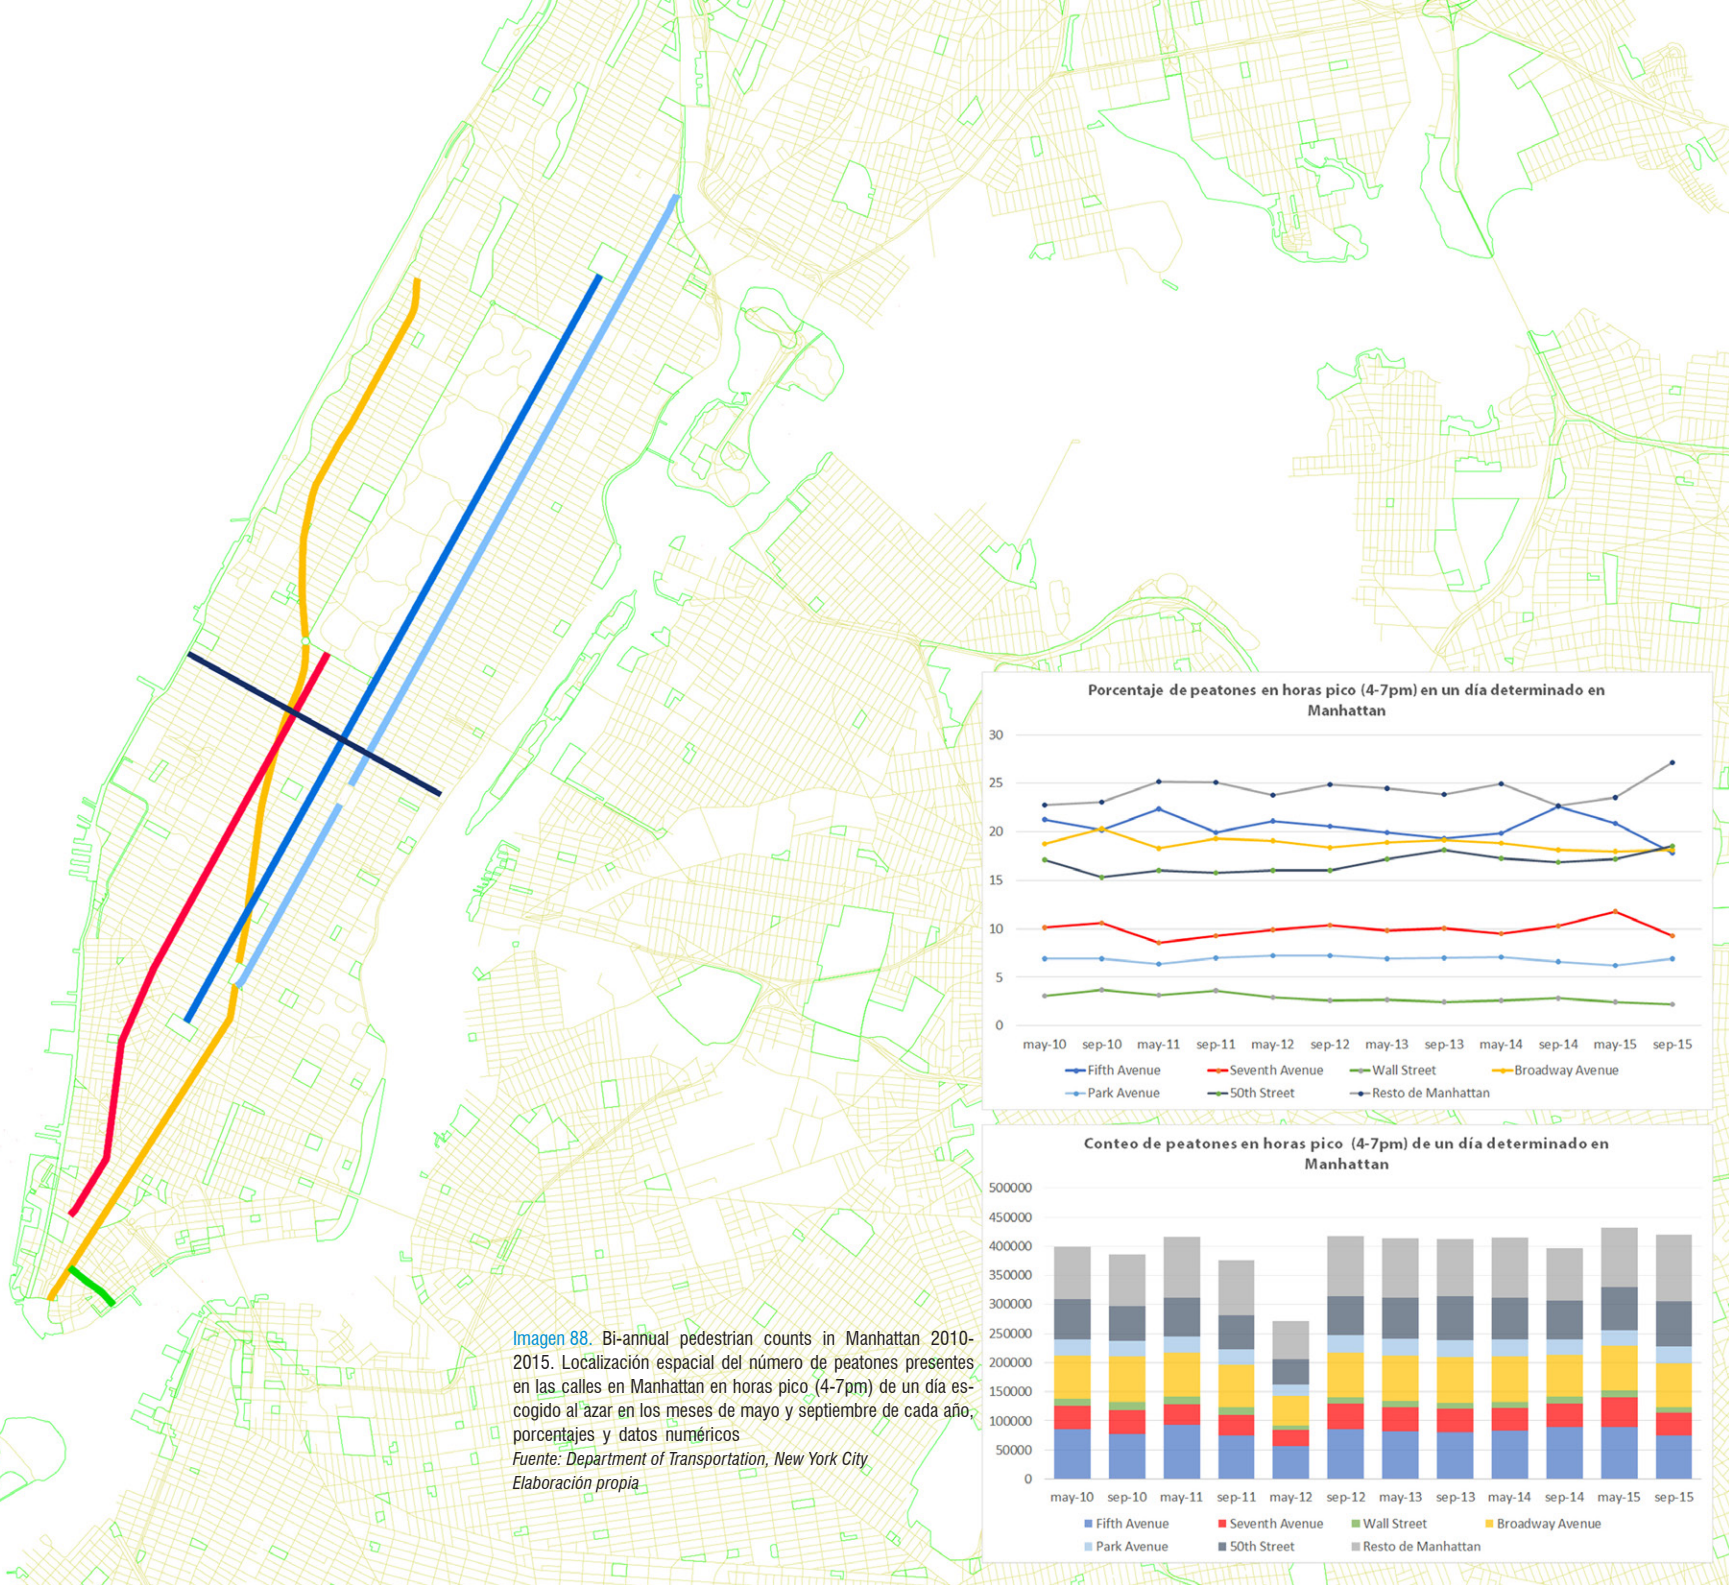 Porcentaje de peatones en horas pico (4-7pm) en un día determinado en
Manhattan
30
25
20
15
10
5
0
may-10 sep-10 may-11 sep-11 may-12 sep-12 may-13 sep-13 may-14 sep-14 may-15 sep-15
Fifth Avenue Seventh Avenue Wall Street Broadway Avenue
Park Avenue 50th Street Resto de Manhattan
Conteo de peatones en horas pico (4-7pm) de un día determinado en
Manhattan
500000
450000
400000
350000
300000
250000
200000
150000
100000
50000
0
may-10 sep-10 may-11 sep-11 may-12 sep-12 may-13 sep-13 may-14 sep-14 may-15 sep-15
Fifth Avenue Seventh Avenue Wall Street Broadway Avenue
Park Avenue 50th Street Resto de Manhattan
Imagen 88. Bi-annual pedestrian counts in Manhattan 2010-
2015. Localización espacial del número de peatones presentes
en las calles en Manhattan en horas pico (4-7pm) de un día es-
cogido al azar en los meses de mayo y septiembre de cada año,
porcentajes y datos numéricos
Fuente: Department of Transportation, New York City
Elaboración propia